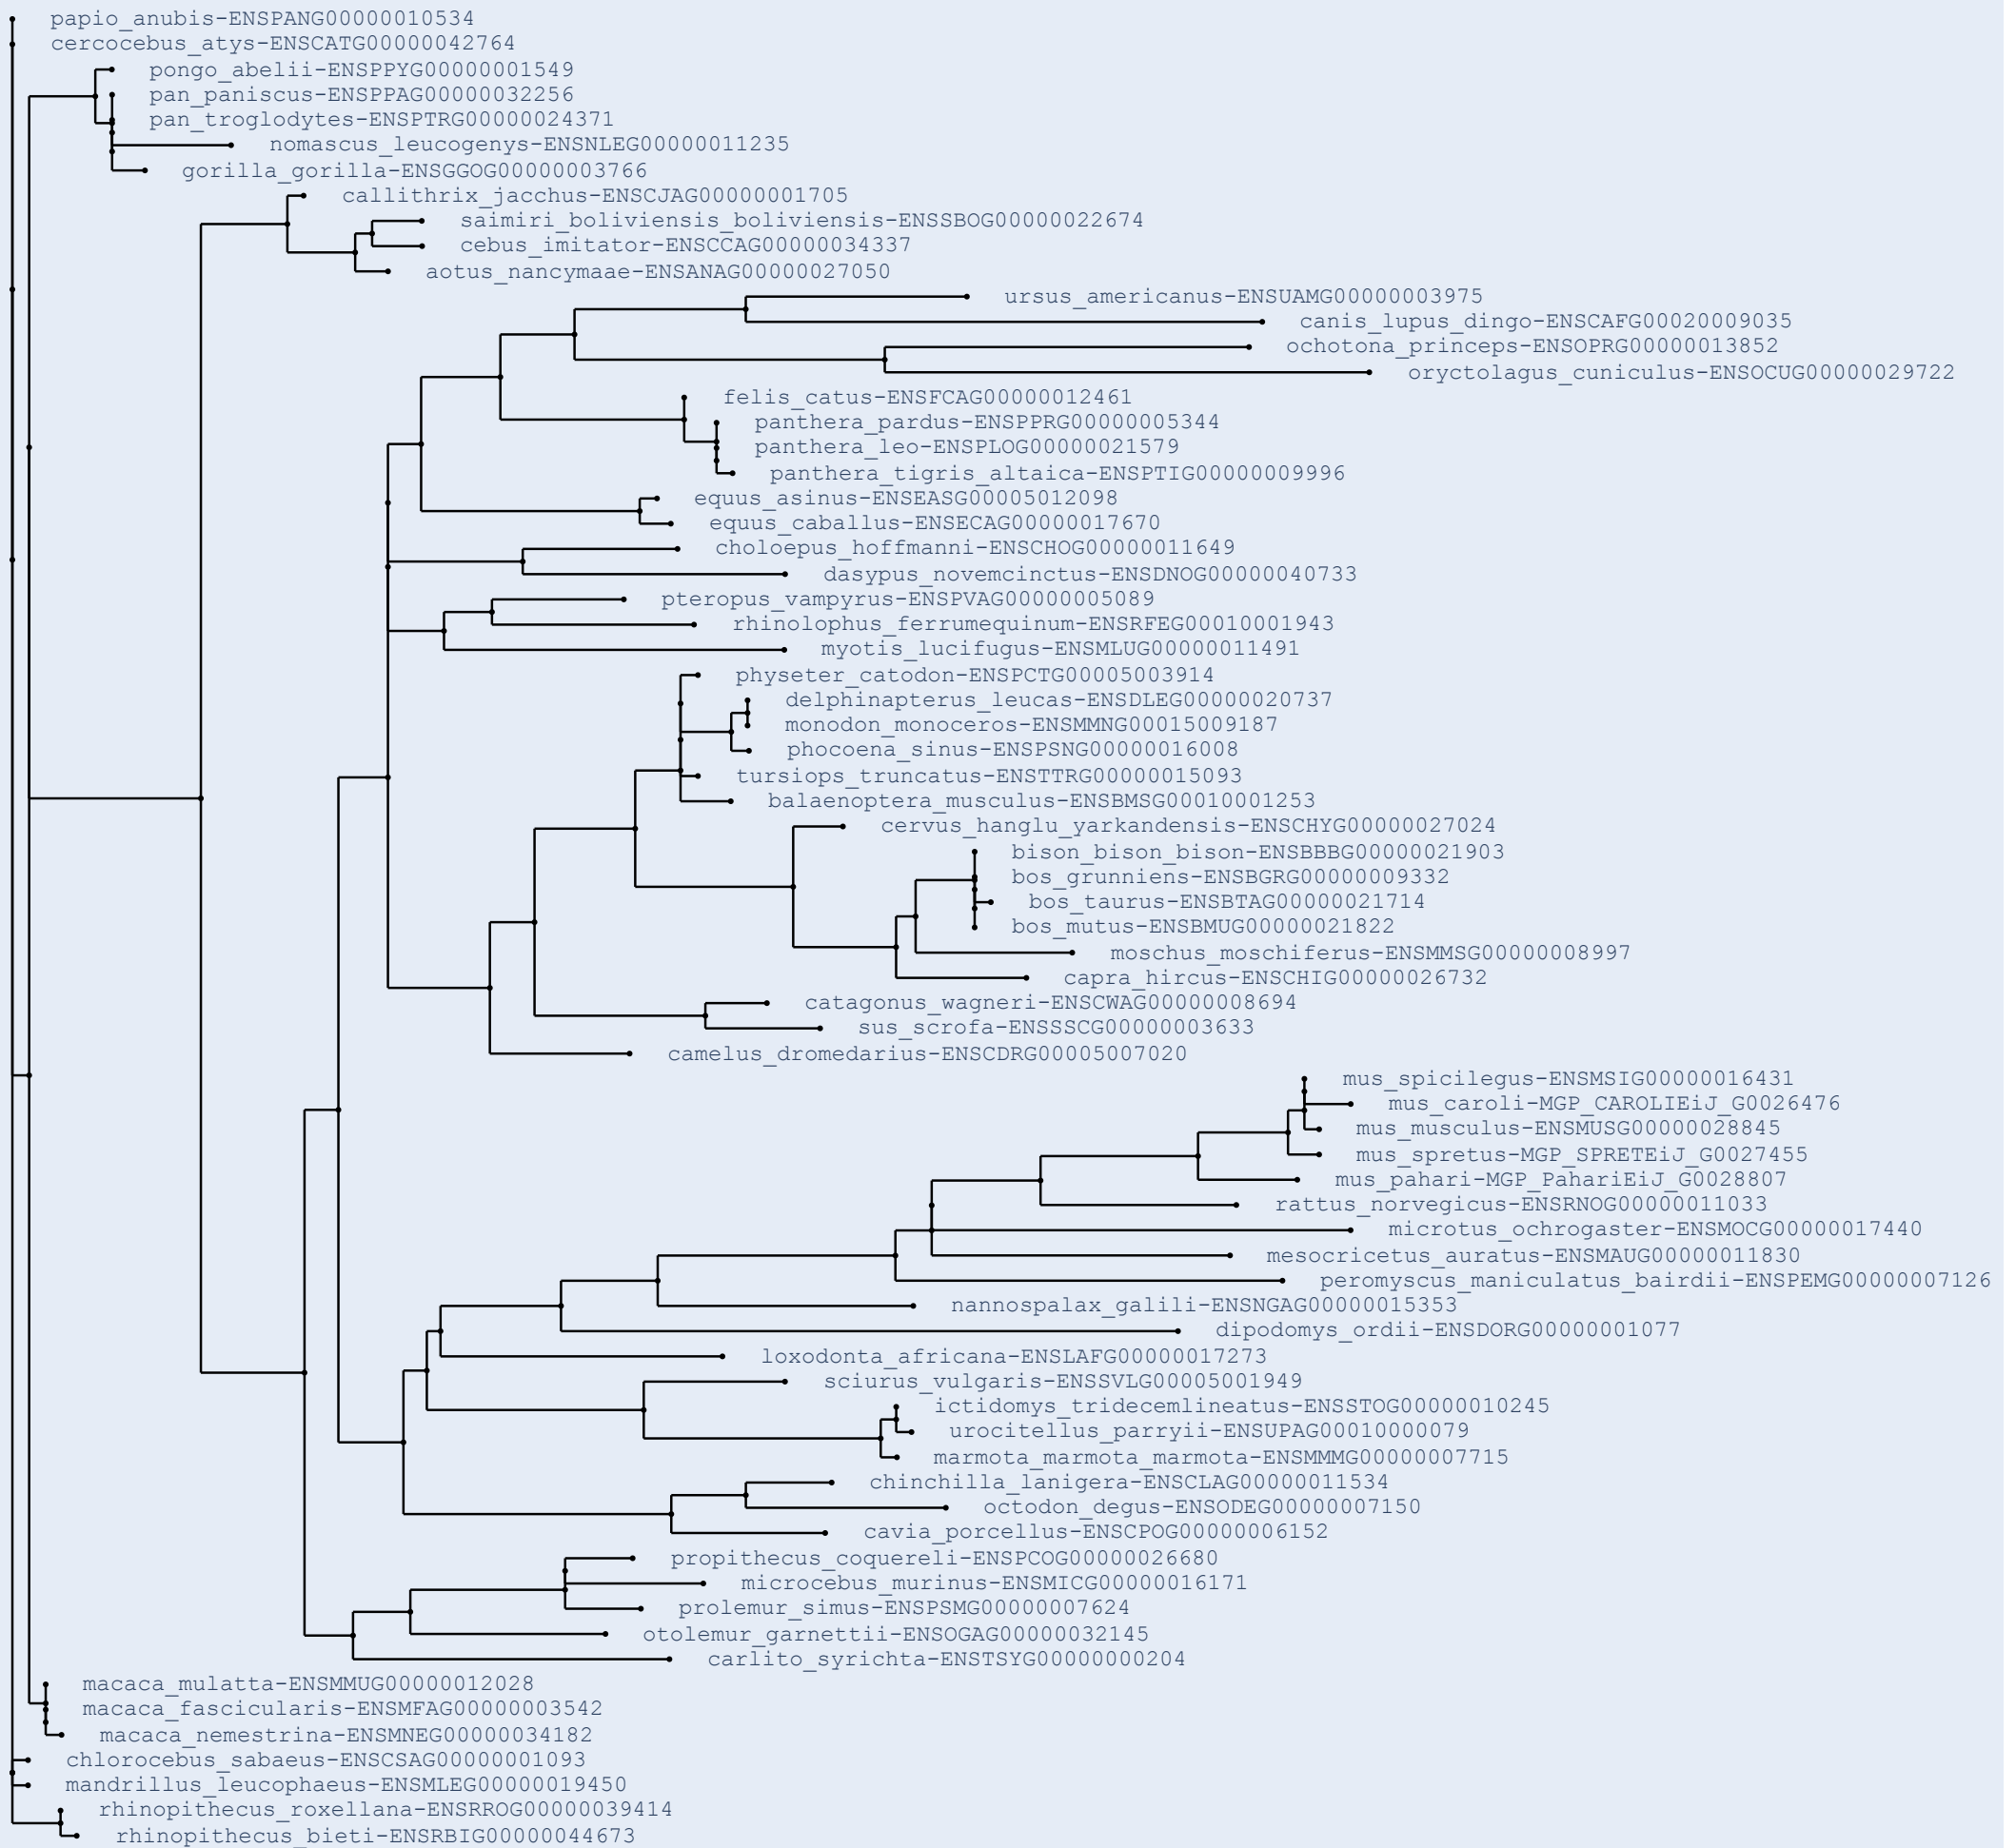 papio_anubis-ENSPANG00000010534
cercocebus_atys-ENSCATG00000042764
pongo_abelii-ENSPPYG00000001549
pan_paniscus-ENSPPAG00000032256
pan_troglodytes-ENSPTRG00000024371
nomascus_leucogenys-ENSNLEG00000011235
gorilla_gorilla-ENSGGOG00000003766
callithrix_jacchus-ENSCJAG00000001705
saimiri_boliviensis_boliviensis-ENSSBOG00000022674
cebus_imitator-ENSCCAG00000034337
aotus_nancymaae-ENSANAG00000027050
ursus_americanus-ENSUAMG00000003975
canis_lupus_dingo-ENSCAFG00020009035
ochotona_princeps-ENSOPRG00000013852
oryctolagus_cuniculus-ENSOCUG00000029722
felis_catus-ENSFCAG00000012461
panthera_pardus-ENSPPRG00000005344
panthera_leo-ENSPLOG00000021579
panthera_tigris_altaica-ENSPTIG00000009996
equus_asinus-ENSEASG00005012098
equus_caballus-ENSECAG00000017670
choloepus_hoffmanni-ENSCHOG00000011649
dasypus_novemcinctus-ENSDNOG00000040733
pteropus_vampyrus-ENSPVAG00000005089
rhinolophus_ferrumequinum-ENSRFEG00010001943
myotis_lucifugus-ENSMLUG00000011491
physeter_catodon-ENSPCTG00005003914
delphinapterus_leucas-ENSDLEG00000020737
monodon_monoceros-ENSMMNG00015009187
phocoena_sinus-ENSPSNG00000016008
tursiops_truncatus-ENSTTRG00000015093
balaenoptera_musculus-ENSBMSG00010001253
cervus_hanglu_yarkandensis-ENSCHYG00000027024
bison_bison_bison-ENSBBBG00000021903
bos_grunniens-ENSBGRG00000009332
bos_taurus-ENSBTAG00000021714
bos_mutus-ENSBMUG00000021822
moschus_moschiferus-ENSMMSG00000008997
capra_hircus-ENSCHIG00000026732
catagonus_wagneri-ENSCWAG00000008694
sus_scrofa-ENSSSCG00000003633
camelus_dromedarius-ENSCDRG00005007020
mus_spicilegus-ENSMSIG00000016431
mus_caroli-MGP_CAROLIEiJ_G0026476
mus_musculus-ENSMUSG00000028845
mus_spretus-MGP_SPRETEiJ_G0027455
mus_pahari-MGP_PahariEiJ_G0028807
rattus_norvegicus-ENSRNOG00000011033
microtus_ochrogaster-ENSMOCG00000017440
mesocricetus_auratus-ENSMAUG00000011830
peromyscus_maniculatus_bairdii-ENSPEMG00000007126
nannospalax_galili-ENSNGAG00000015353
dipodomys_ordii-ENSDORG00000001077
loxodonta_africana-ENSLAFG00000017273
sciurus_vulgaris-ENSSVLG00005001949
ictidomys_tridecemlineatus-ENSSTOG00000010245
urocitellus_parryii-ENSUPAG00010000079
marmota_marmota_marmota-ENSMMMG00000007715
chinchilla_lanigera-ENSCLAG00000011534
octodon_degus-ENSODEG00000007150
cavia_porcellus-ENSCPOG00000006152
propithecus_coquereli-ENSPCOG00000026680
microcebus_murinus-ENSMICG00000016171
prolemur_simus-ENSPSMG00000007624
otolemur_garnettii-ENSOGAG00000032145
carlito_syrichta-ENSTSYG00000000204
macaca_mulatta-ENSMMUG00000012028
macaca_fascicularis-ENSMFAG00000003542
macaca_nemestrina-ENSMNEG00000034182
chlorocebus_sabaeus-ENSCSAG00000001093
mandrillus_leucophaeus-ENSMLEG00000019450
rhinopithecus_roxellana-ENSRROG00000039414
rhinopithecus_bieti-ENSRBIG00000044673